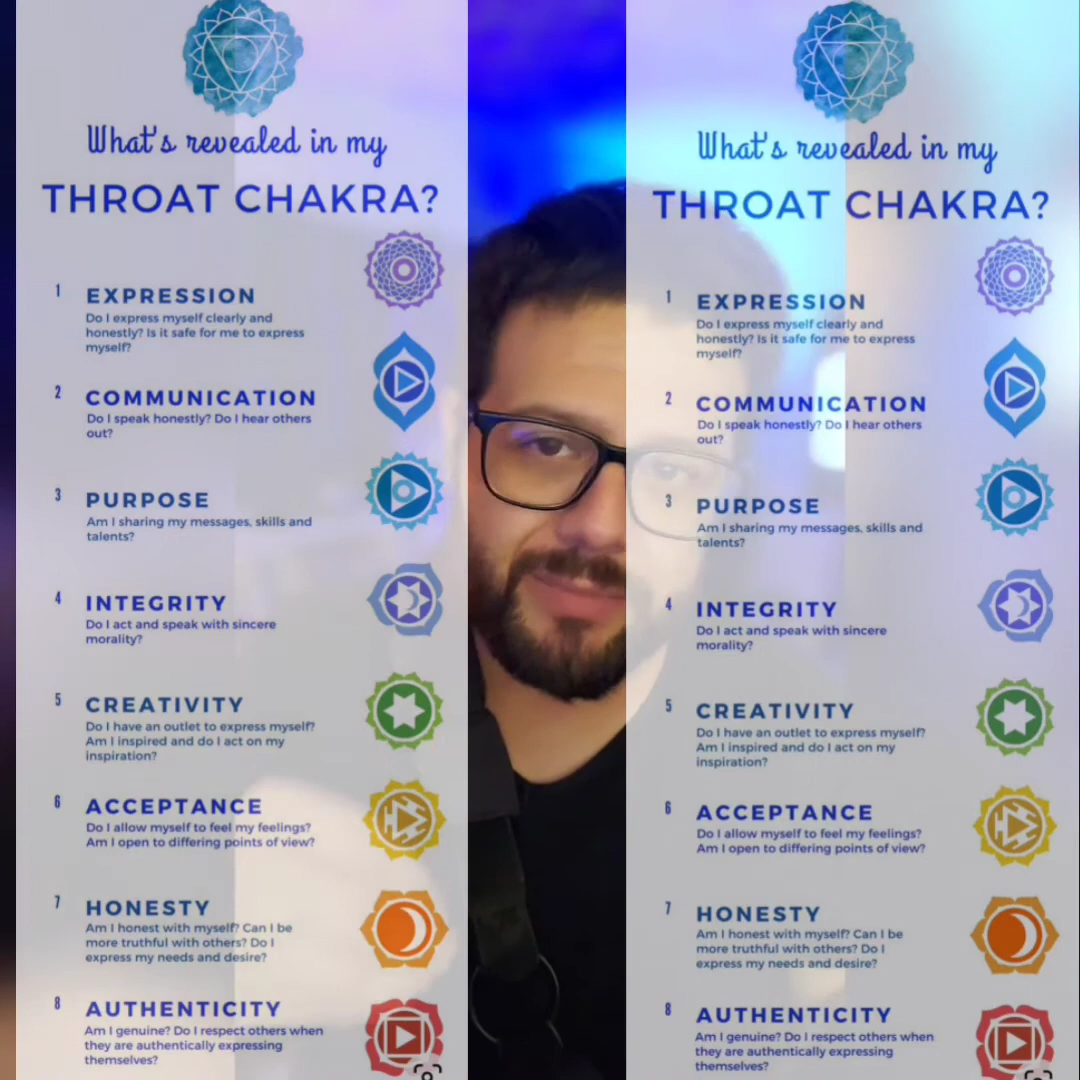 What's revealed in my
THROAT CHAKRA?
1
EXPRESSION
Do I express myself clearly and
honestly? Is it safe for me to express
myself?
2
COMMUNICATION
Do I speak honestly? Do I hear others
out?
3
PURPOSE
Am I sharing my messages, skills and
talents?
4
INTEGRITY
Do I act and speak with sincere
morality?
5
CREATIVITY
Do I have an outlet to express myself?
Am I inspired and do I act on my
inspiration?
6
ACCEPTANCE
Do I allow myself to feel my feelings?
Am I open to differing points of view?
7
HONESTY
Am I honest with myself? Can I be
more truthful with others? Do I
express my needs and desire?
8
AUTHENTICITY
Am I genuine? Do I respect others when
they are authentically expressing
themselves?
What's revealed in my
THROAT CHAKRA?
1
EXPRESSION
Do I express myself clearly and
honestly? Is it safe for me to express
myself?
2
COMMUNICATION
Do I speak honestly? Do I hear others
out?
3
PURPOSE
Am I sharing my messages, skills and
talents?
4
INTEGRITY
Do I act and speak with sincere
morality?
5
CREATIVITY
Do I have an outlet to express myself?
Am I inspired and do I act on my
inspiration?
6
ACCEPTANCE
Do I allow myself to feel my feelings?
Am I open to differing points of view?
7
HONESTY
Am I honest with myself? Can I be
more truthful with others? Do I
express my needs and desire?
8
AUTHENTICITY
Am I genuine? Do I respect others when
they are authentically expressing
themselves?